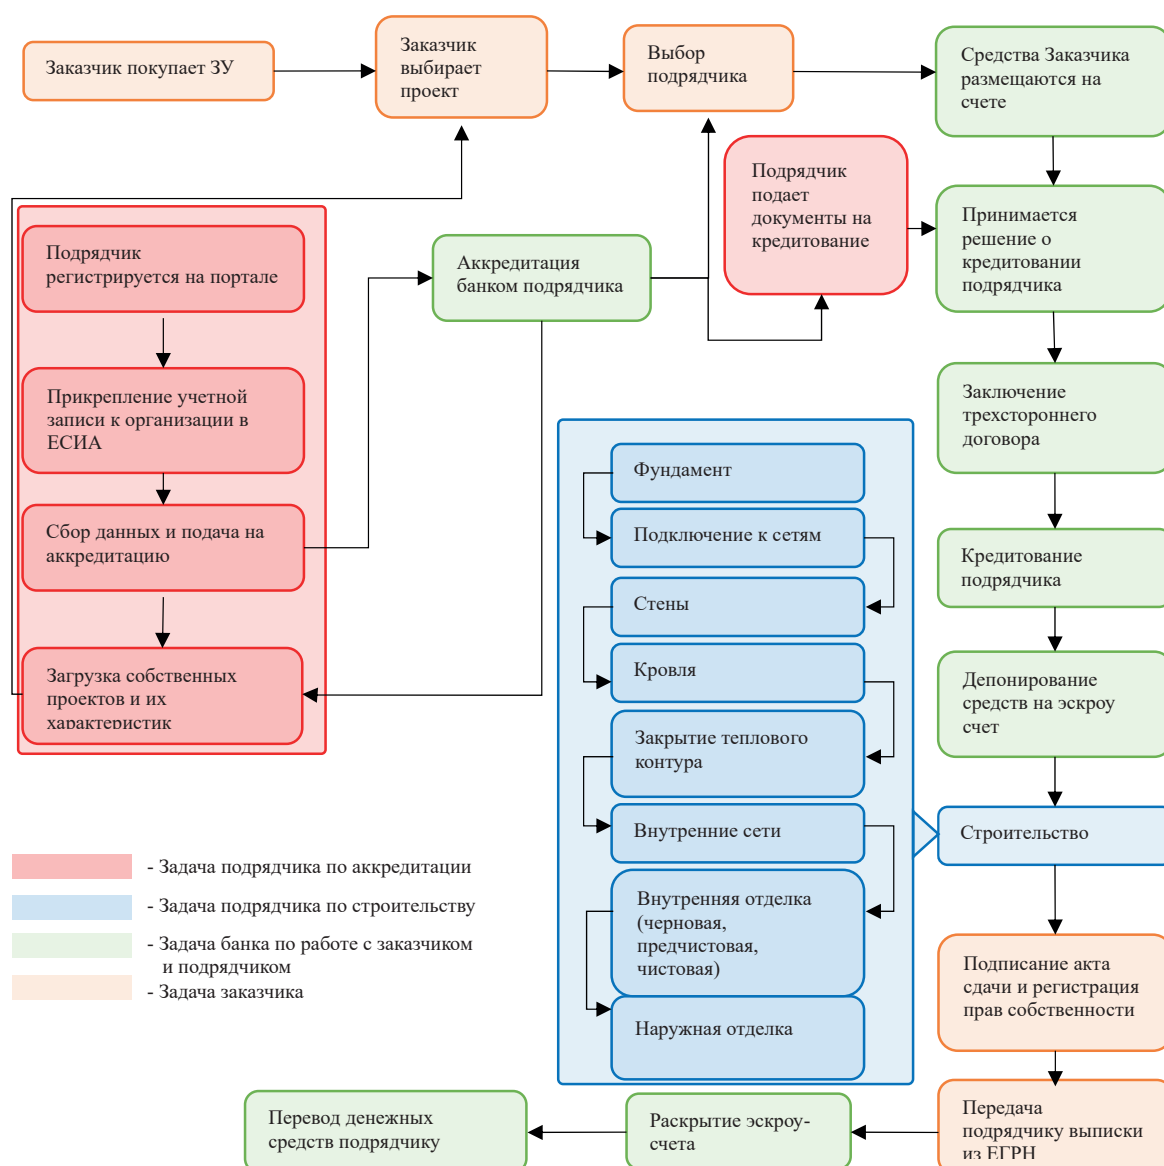 Заказчик покупает ЗУ
Заказчик
выбирает
проект
Выбор
подрядчика
Средства Заказчика
размещаются на
счете
Подрядчик
подает
документы на
кредитование
Принимается
решение о
кредитовании
подрядчика
Подрядчик
регистрируется на портале
Аккредитация
банком подрядчика
Прикрепление учетной
записи к организации в
ЕСИА
Заключение
трехстороннего
договора
Сбор данных и подача на
аккредитацию
Кредитование
подрядчика
Загрузка собственных
проектов и их
характеристик
Депонирование
средств на эскроу
счет
Фундамент
Подключение к сетям
Стены
Кровля
Закрытие теплового
контура
Внутренние сети
Внутренняя отделка
(черновая,
предчистовая,
чистовая)
Наружная отделка
Строительство
- Задача подрядчика по аккредитации
- Задача подрядчика по строительству
- Задача банка по работе с заказчиком
и подрядчиком
- Задача заказчика
Подписание акта
сдачи и регистрация
прав собственности
Передача
подрядчику выписки
из ЕГРН
Раскрытие эскроу-
счета
Перевод денежных
средств подрядчику